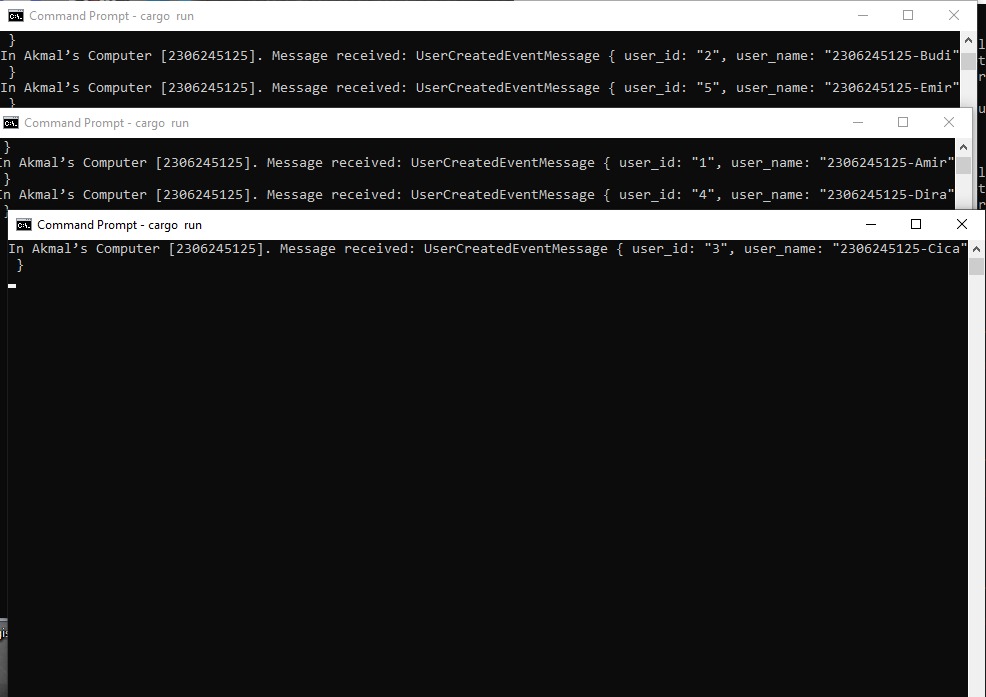 Command Prompt - cargo  run
}
In Akmal’s Computer [2306245125]. Message received: UserCreatedEventMessage { user_id: "2", user_name: "2306245125-Budi"
}
In Akmal’s Computer [2306245125]. Message received: UserCreatedEventMessage { user_id: "5", user_name: "2306245125-Emir"
}
Command Prompt - cargo  run
}
In Akmal’s Computer [2306245125]. Message received: UserCreatedEventMessage { user_id: "1", user_name: "2306245125-Amir"
}
In Akmal’s Computer [2306245125]. Message received: UserCreatedEventMessage { user_id: "4", user_name: "2306245125-Dira"
}
Command Prompt - cargo  run
In Akmal’s Computer [2306245125]. Message received: UserCreatedEventMessage { user_id: "3", user_name: "2306245125-Cica"
}